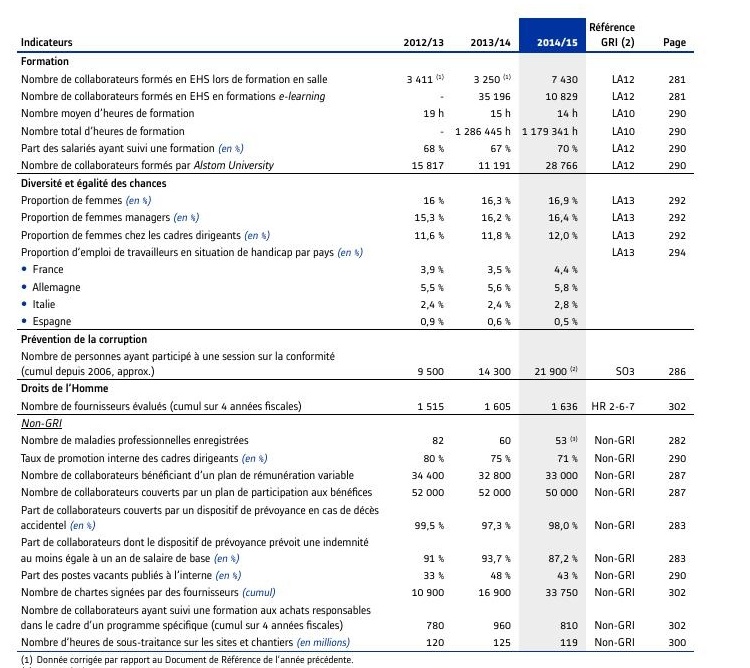 Référence
Indicateurs 2012/13 2013/14 2014/15 GRI (2) Page
Formation
Nombre de collaborateurs formés en EHS lors de formation en salle 3 411 (1) 3 250 (1) 7 430 LA12 281
Nombre de collaborateurs formés en EHS en formations e-learning - 35 196 10 829 LA12 281
Nombre moyen d'heures de formation 19 h 15 h 14 h LA10 290
Nombre total d'heures de formation - 1 286 445 h 1 179 341 h LA10 290
Part des salariés ayant suivi une formation (en %) 68 % 67 % 70 % LA12 290
Nombre de collaborateurs formés par Alstom University 15 817 11 191 28 766 LA12 290
Diversité et égalité des chances
Proportion de femmes (en %) 16 % 16,3 % 16,9 % LA13 292
Proportion de femmes managers (en %) 15,3 % 16,2 % 16,4 % LA13 292
Proportion de femmes chez les cadres dirigeants (en %) 11,6 % 11,8 % 12,0 % LA13 292
Proportion d'emploi de travailleurs en situation de handicap par pays (en %) LA13 294
• France 3,9 % 3,5 % 4,4 %
• Allemagne 5,5 % 5,6 % 5,8 %
• Italie 2,4 % 2,4 % 2,8 %
• Espagne 0,9 % 0,6 % 0,5 %
Prévention de la corruption
Nombre de personnes ayant participé à une session sur la conformité
(cumul depuis 2006, approx.) 9 500 14 300 21 900 (2) SO3 286
Droits de l'Homme
Nombre de fournisseurs évalués (cumul sur 4 années fiscales) 1 515 1 605 1 636 HR 2-6-7 302
Non-GRI
Nombre de maladies professionnelles enregistrées 82 60 53 (3) Non-GRI 282
Taux de promotion interne des cadres dirigeants (en %) 80 % 75 % 71 % Non-GRI 290
Nombre de collaborateurs bénéficiant d'un plan de rémunération variable 34 400 32 800 33 000 Non-GRI 287
Nombre de collaborateurs couverts par un plan de participation aux bénéfices 52 000 52 000 50 000 Non-GRI 287
Part de collaborateurs couverts par un dispositif de prévoyance en cas de décès
accidentel (en %) 99,5 % 97,3 % 98,0 % Non-GRI 283
Part de collaborateurs dont le dispositif de prévoyance prévoit une indemnité
au moins égale à un an de salaire de base (en %) 91 % 93,7 % 87,2 % Non-GRI 283
Part des postes vacants publiés à l'interne (en %) 33 % 48 % 43 % Non-GRI 290
Nombre de chartes signées par des fournisseurs (cumul) 10 900 16 900 33 750 Non-GRI 302
Nombre de collaborateurs ayant suivi une formation aux achats responsables
dans le cadre d'un programme spécifique (cumul sur 4 années fiscales) 780 960 810 Non-GRI 302
Nombre d'heures de sous-traitance sur les sites et chantiers (en millions) 120 125 119 Non-GRI 300
(1) Donnée corrigée par rapport au Document de Référence de l'année précédente.